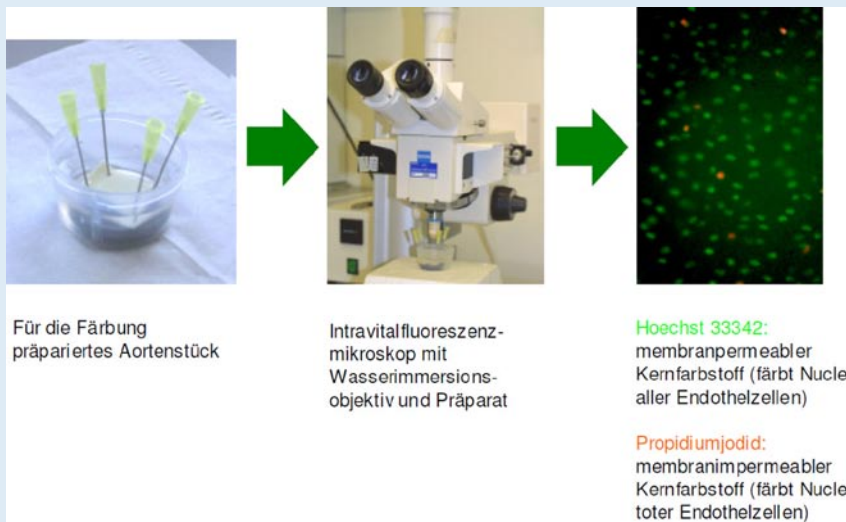 Für die Färbung
präpariertes Aortenstück
Intravitalfluoreszenz-
mikroskop mit
Wasserimmersions-
objektiv und Präparat
Hoechst 33342:
membranpermeabler
Kernfarbstoff (färbt Nucle
aller Endothelzellen)
Propidiumjodid:
membranimpermeabler
Kernfarbstoff (färbt Nucle
toter Endothelzellen)